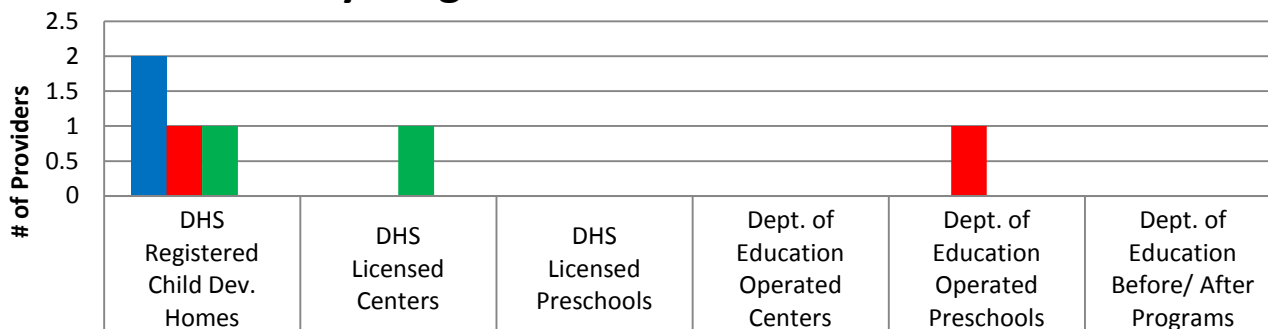 2.5
2
1.5
1
0.5
0
# of Providers
DHS
Registered
Child Dev.
Homes
DHS
Licensed
Centers
DHS
Licensed
Preschools
Dept. of
Education
Operated
Centers
Dept. of
Education
Operated
Preschools
Dept. of
Education
Before/ After
Programs